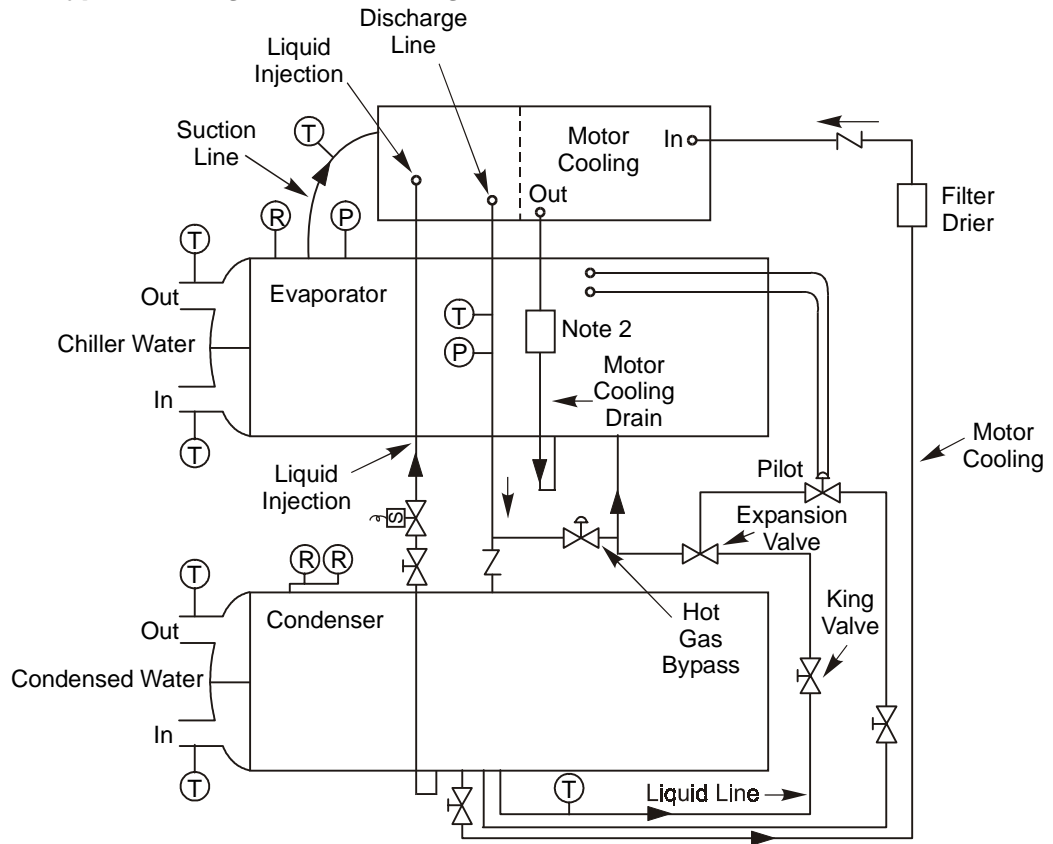 Discharge
Line
Liquid
Injection
Suction
Line
T
Motor
Cooling
In
Out
Filter
Drier
R
P
T
Out
Evaporator
Chiller Water
In
T
T
P
Note 2
Motor
Cooling
Drain
Motor
Cooling
Liquid
Injection
S
Pilot
Expansion
Valve
R
R
T
Out
Condenser
Condensed Water
In
T
Hot
Gas
Bypass
King
Valve
T
Liquid Line